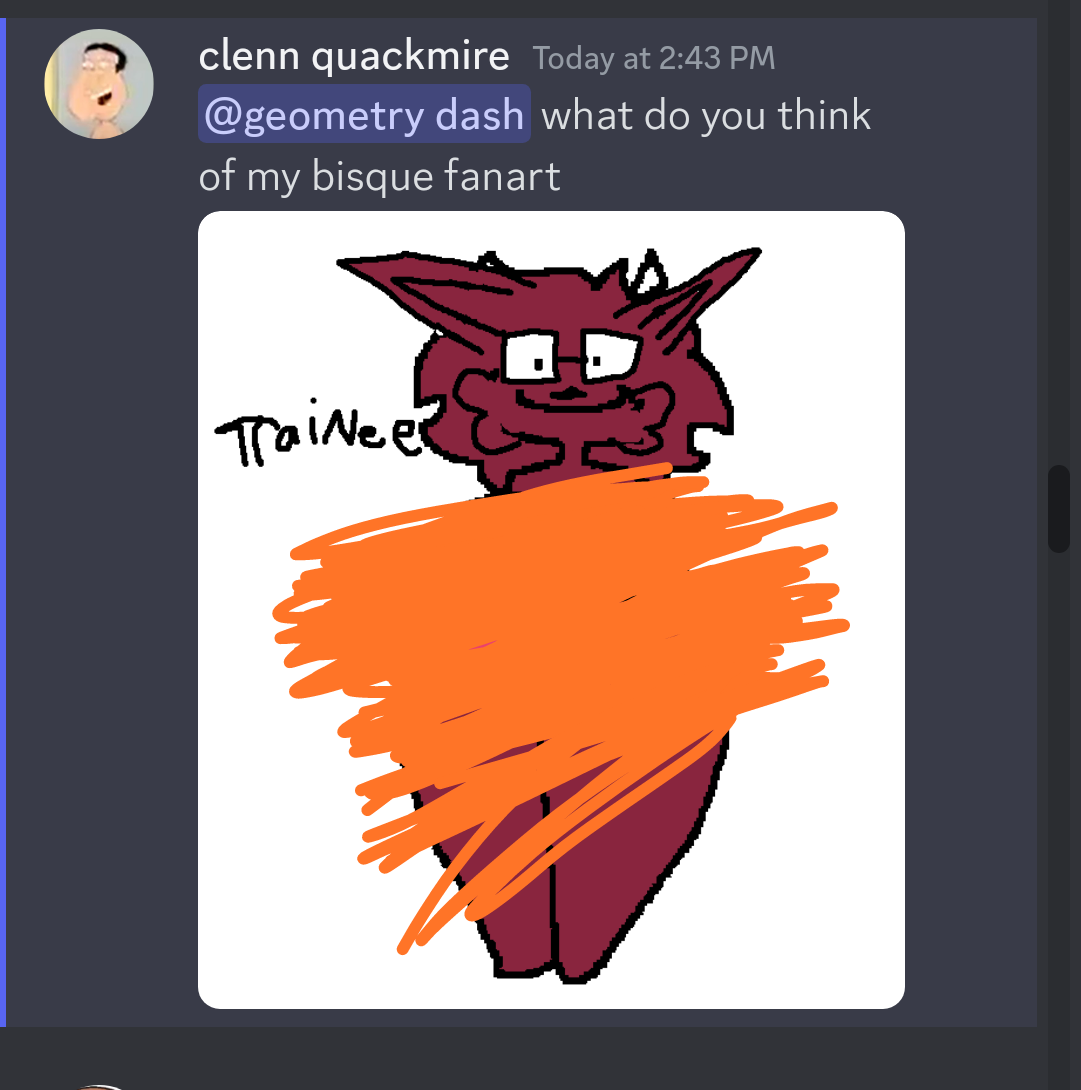 clenn quackmire Today at 2:43 PM
@geometry dash what do you think
of my bisque fanart
TraiNee